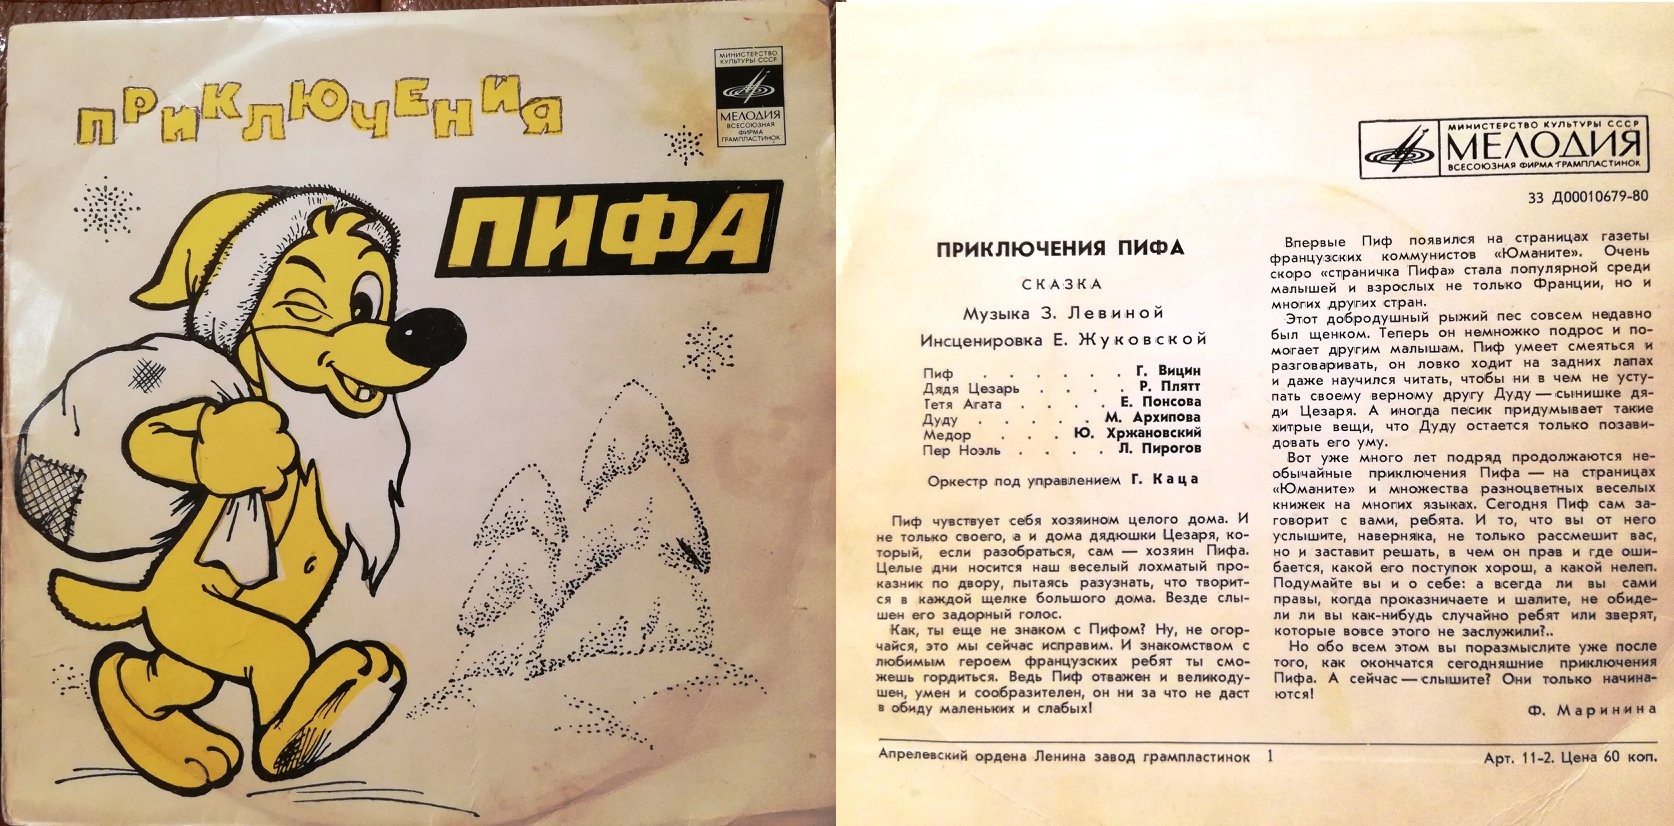 ПРИКЛЮЧЕНИЯ
ПИФА
МИНИСТЕРСТВО
КУЛЬТУРЫ СССР
МЕЛОДИЯ
ВСЕСОЮЗНАЯ
ФИРМА
ГРАМПЛАСТИНОК
МИНИСТЕРСТВО КУЛЬТУРЫ СССР
МЕЛОДИЯ
ВСЕСОЮЗНАЯ ФИРМА ГРАМПЛАСТИНОК
33 Д00010679-80
ПРИКЛЮЧЕНИЯ ПИФА
СКАЗКА
Музыка З. Левиной
Инсценировка Е. Жуковской
Пиф . . . . . . Г. Вицин
Дядя Цезарь . . . . Р. Плятт
Тетя Агата . . . . Е. Понсова
Дуду . . . . . М. Архипова
Медор . . . Ю. Хржановский
Пер Ноэль . . . . Л. Пирогов
Оркестр под управлением Г. Каца
Пиф чувствует себя хозяином целого дома. И
не только своего, а и дома дядюшки Цезаря, ко-
торый, если разобраться, сам — хозяин Пифа.
Целые дни носится наш веселый лохматый про-
казник по двору, пытаясь разузнать, что творит-
ся в каждой щелке большого дома. Везде слы-
шен его задорный голос.
Как, ты еще не знаком с Пифом? Ну, не огор-
чайся, это мы сейчас исправим. И знакомством с
любимым героем французских ребят ты смо-
жешь гордиться. Ведь Пиф отважен и великоду-
шен, умен и сообразителен, он ни за что не даст
в обиду маленьких и слабых!
Впервые Пиф появился на страницах газеты
французских коммунистов «Юманите». Очень
скоро «страничка Пифа» стала популярной среди
малышей и взрослых не только Франции, но и
многих других стран.
Этот добродушный рыжий пес совсем недавно
был щенком. Теперь он немножко подрос и по-
могает другим малышам. Пиф умеет смеяться и
разговаривать, он ловко ходит на задних лапах
и даже научился читать, чтобы ни в чем не усту-
пать своему верному другу Дуду — сынишке дя-
ди Цезаря. А иногда песик придумывает такие
хитрые вещи, что Дуду остается только позави-
довать его уму.
Вот уже много лет подряд продолжаются не-
обычайные приключения Пифа — на страницах
«Юманите» и множества разноцветных веселых
книжек на многих языках. Сегодня Пиф сам за-
говорит с вами, ребята. И то, что вы от него
услышите, наверняка, не только рассмешит вас,
но и заставит решать, в чем он прав и где оши-
бается, какой его поступок хорош, а какой нелеп.
Подумайте вы и о себе: а всегда ли вы сами
правы, когда проказничаете и шалите, не обиде-
ли ли вы как-нибудь случайно ребят или зверят,
которые вовсе этого не заслужили?..
Но обо всем этом вы поразмыслите уже после
того, как окончатся сегодняшние приключения
Пифа. А сейчас — слышите? Они только начина-
ются!
Ф. Маринина
Апрелевский ордена Ленина завод грампластинок 1
Арт. 11-2. Цена 60 коп.